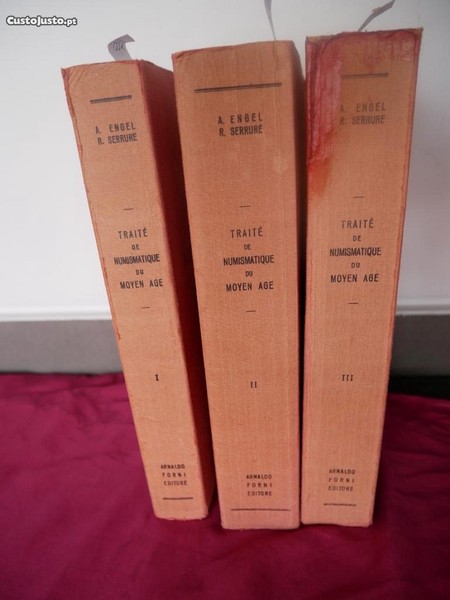 CustoJusto.pt
A. ENGEL
R. SERRURE
TRAITÉ
DE
NUMISMATIQUE
DU
MOYEN AGE
I
ARNALDO
FORNI
EDITORE
A. ENGEL
R. SERRURE
TRAITÉ
DE
NUMISMATIQUE
DU
MOYEN AGE
II
ARNALDO
FORNI
EDITORE
A. ENGEL
R. SERRURE
TRAITÉ
DE
NUMISMATIQUE
DU
MOYEN AGE
III
ARNALDO
FORNI
EDITORE